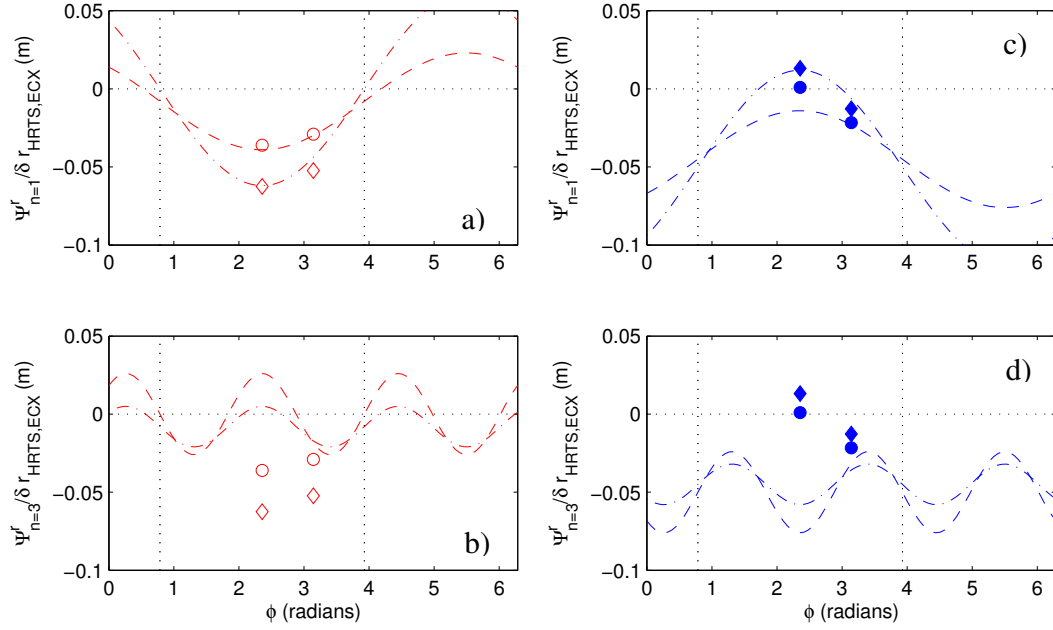 0.05
0
−0.05
−0.1
0 1 2 3 4 5 6
Ψ^r_{n=1}/δ r_{HRTS,ECX} (m)
a)
0.05
0
−0.05
−0.1
0 1 2 3 4 5 6
Ψ^r_{n=1}/δ r_{HRTS,ECX} (m)
c)
0.05
0
−0.05
−0.1
0 1 2 3 4 5 6
Ψ^r_{n=3}/δ r_{HRTS,ECX} (m)
b)
ϕ (radians)
0.05
0
−0.05
−0.1
0 1 2 3 4 5 6
Ψ^r_{n=3}/δ r_{HRTS,ECX} (m)
d)
ϕ (radians)